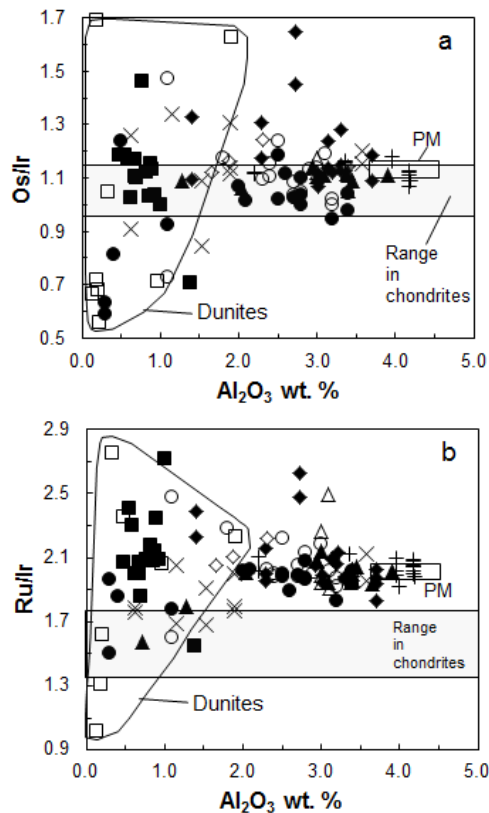 1.7
a
1.5
1.3
PM
Os/Ir
1.1
0.9
Range
in
chondrites
0.7
Dunites
0.5
0.0 1.0 2.0 3.0 4.0 5.0
Al₂O₃ wt. %
2.9
b
2.5
2.1
Ru/Ir
PM
1.7
Range in
chondrites
1.3
Dunites
0.9
0.0 1.0 2.0 3.0 4.0 5.0
Al₂O₃ wt. %